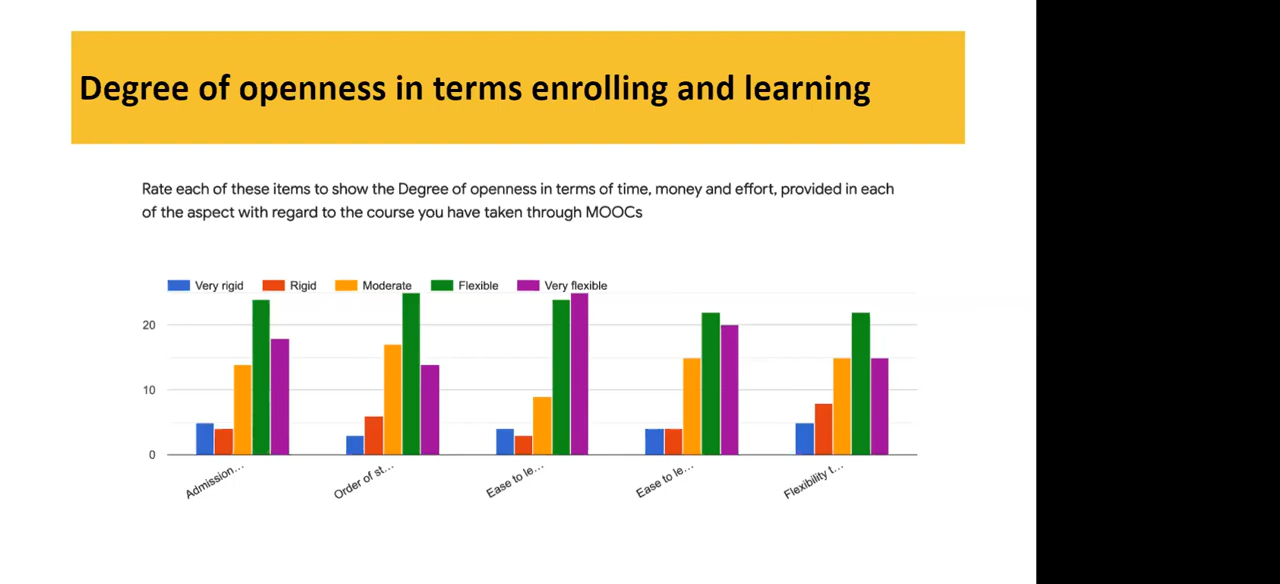 Degree of openness in terms enrolling and learning
Rate each of these items to show the Degree of openness in terms of time, money and effort, provided in each
of the aspect with regard to the course you have taken through MOOCs
Very rigid
Rigid
Moderate
Flexible
Very flexible
20
10
0
Admission...
Order of st...
Ease to le...
Ease to le...
Flexibility t...